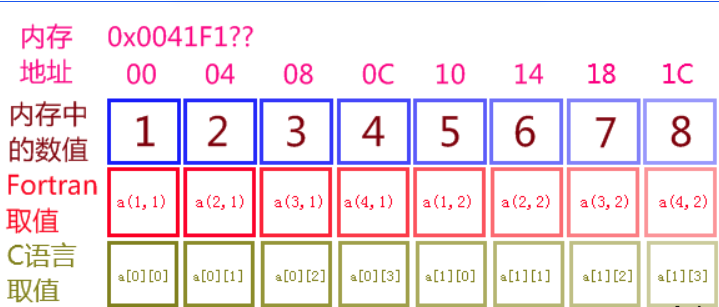 内存 0x0041F1??
地址 00 04 08 0C 10 14 18 1C
内存中
的数值 1 2 3 4 5 6 7 8
Fortran
取值 a(1,1) a(2,1) a(3,1) a(4,1) a(1,2) a(2,2) a(3,2) a(4,2)
C语言
取值 a[0][0] a[0][1] a[0][2] a[0][3] a[1][0] a[1][1] a[1][2] a[1][3]